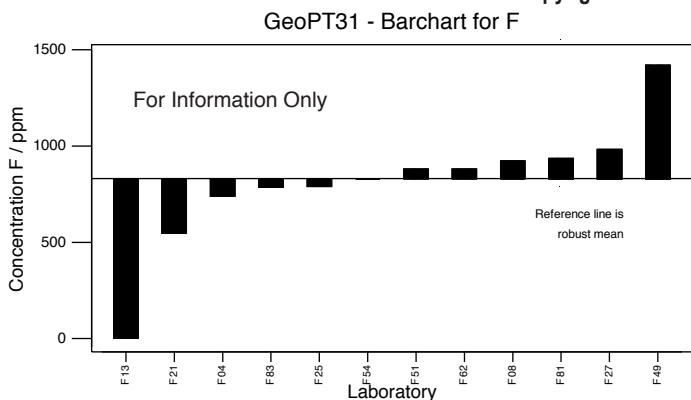 GeoPT31 - Barchart for F
Concentration F / ppm
1500
1000
500
0
For Information Only
Reference line is
robust mean
F13 F21 F04 F83 F25 F54 F51 F62 F08 F81 F27 F49
Laboratory